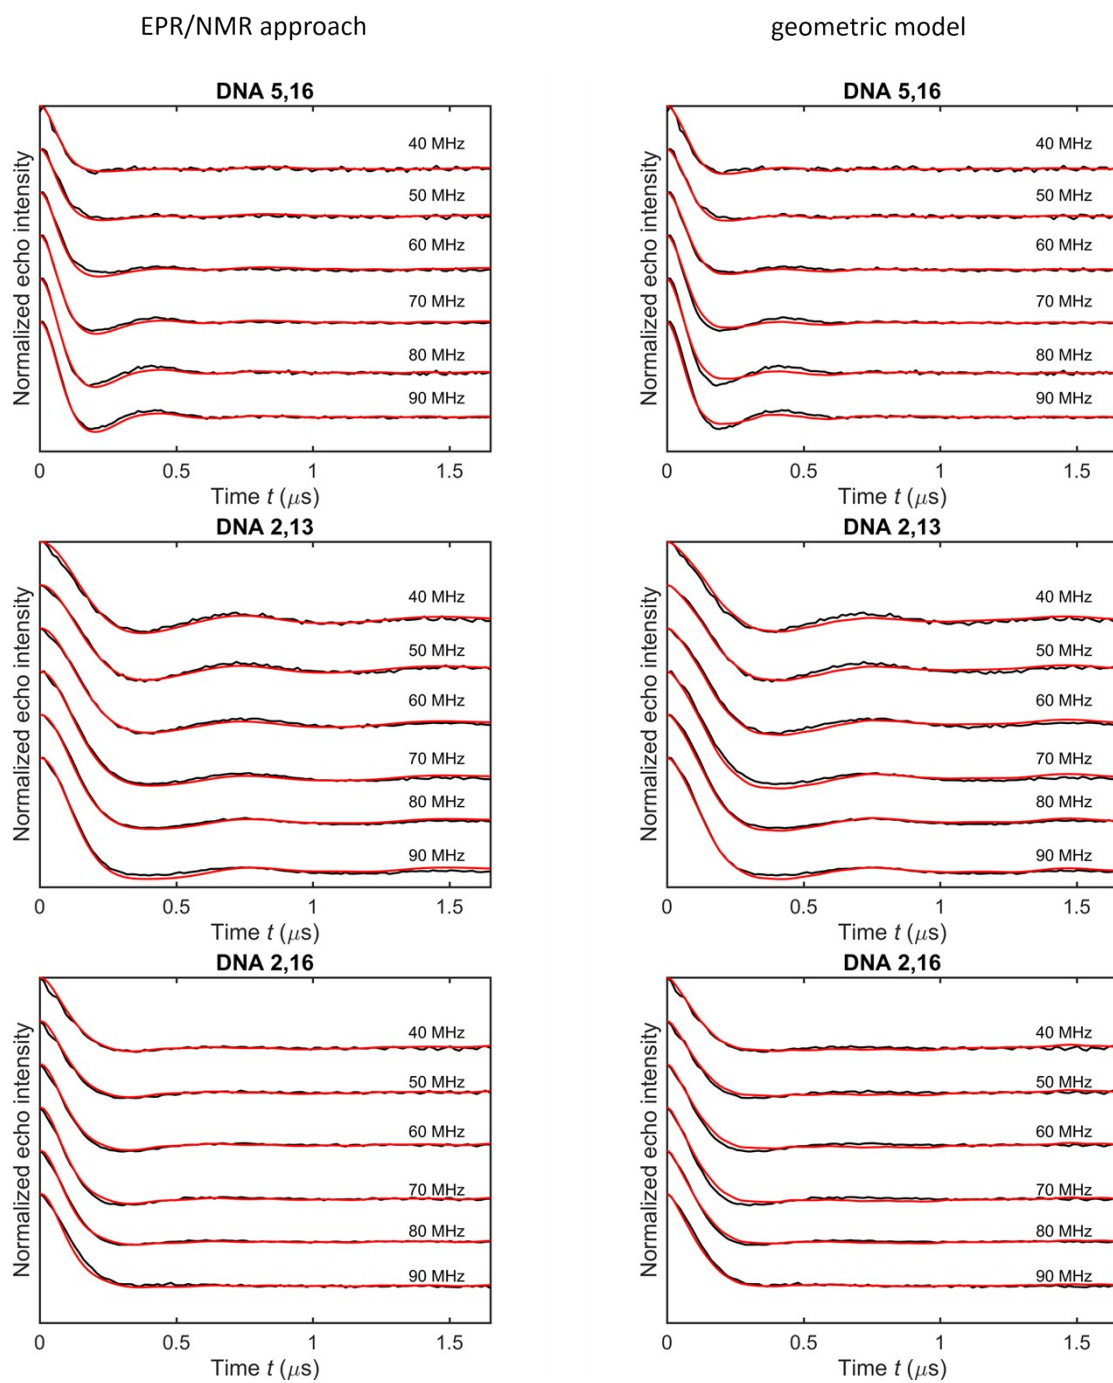 EPR/NMR approach
geometric model
DNA 5,16
Normalized echo intensity
40 MHz
50 MHz
60 MHz
70 MHz
80 MHz
90 MHz
0 0.5 1 1.5
Time t (μs)
DNA 5,16
Normalized echo intensity
40 MHz
50 MHz
60 MHz
70 MHz
80 MHz
90 MHz
0 0.5 1 1.5
Time t (μs)
DNA 2,13
Normalized echo intensity
40 MHz
50 MHz
60 MHz
70 MHz
80 MHz
90 MHz
0 0.5 1 1.5
Time t (μs)
DNA 2,13
Normalized echo intensity
40 MHz
50 MHz
60 MHz
70 MHz
80 MHz
90 MHz
0 0.5 1 1.5
Time t (μs)
DNA 2,16
Normalized echo intensity
40 MHz
50 MHz
60 MHz
70 MHz
80 MHz
90 MHz
0 0.5 1 1.5
Time t (μs)
DNA 2,16
Normalized echo intensity
40 MHz
50 MHz
60 MHz
70 MHz
80 MHz
90 MHz
0 0.5 1 1.5
Time t (μs)